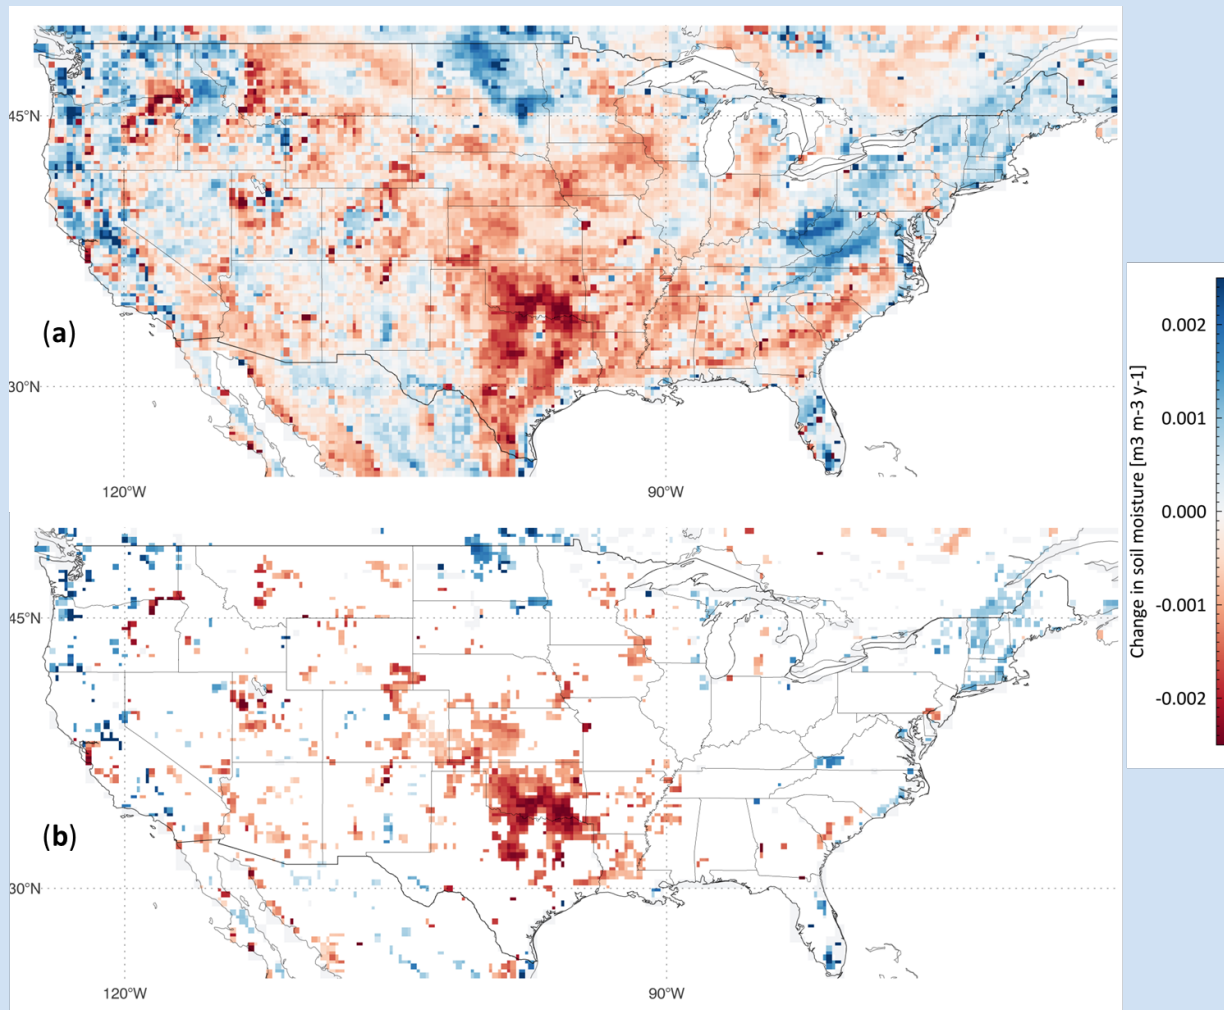 45°N
(a)
30°N
120°W
90°W
45°N
(b)
30°N
120°W
90°W
0.002
0.001
0.000
-0.001
-0.002
Change in soil moisture [m3 m-3 y-1]